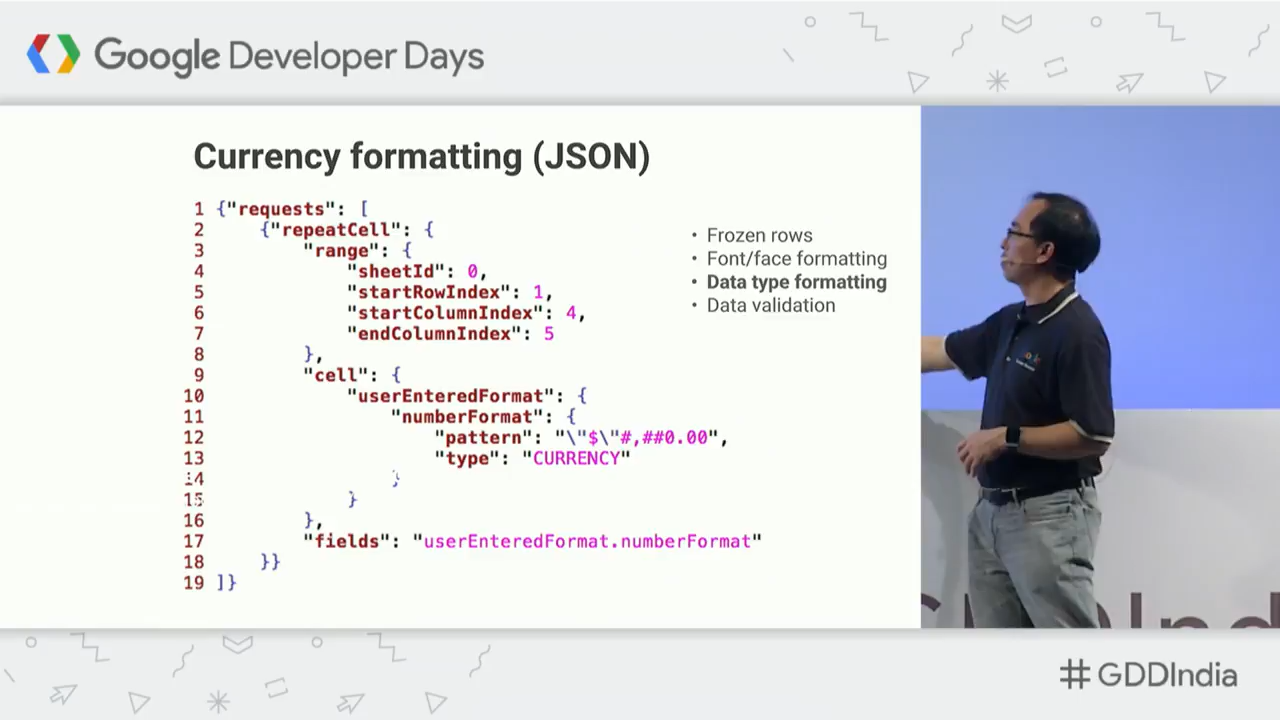 Google Developer Days
Currency formatting (JSON)
1 {"requests": [
2 {"repeatCell": {
3 "range": {
4 "sheetId": 0,
5 "startRowIndex": 1,
6 "startColumnIndex": 4,
7 "endColumnIndex": 5
8 },
9 "cell": {
10 "userEnteredFormat": {
11 "numberFormat": {
12 "pattern": "\"$\"#,##0.00",
13 "type": "CURRENCY"
14 }
15 }
16 },
17 "fields": "userEnteredFormat.numberFormat"
18 }}
19 ]}
• Frozen rows
• Font/face formatting
• Data type formatting
• Data validation
#GDDIndia